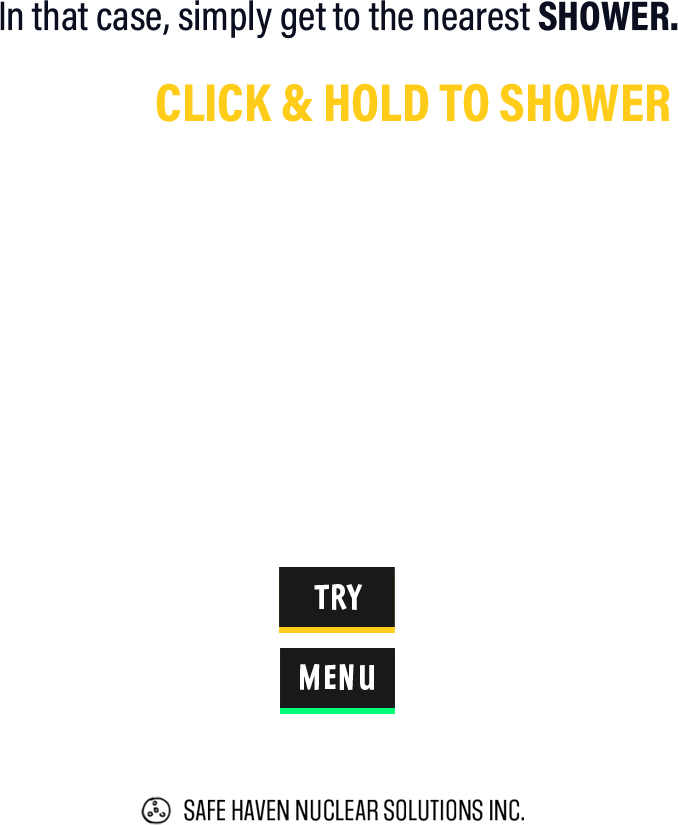 In that case, simply get to the nearest SHOWER.
CLICK & HOLD TO SHOWER
TRY
MENU
SAFE HAVEN NUCLEAR SOLUTIONS INC.